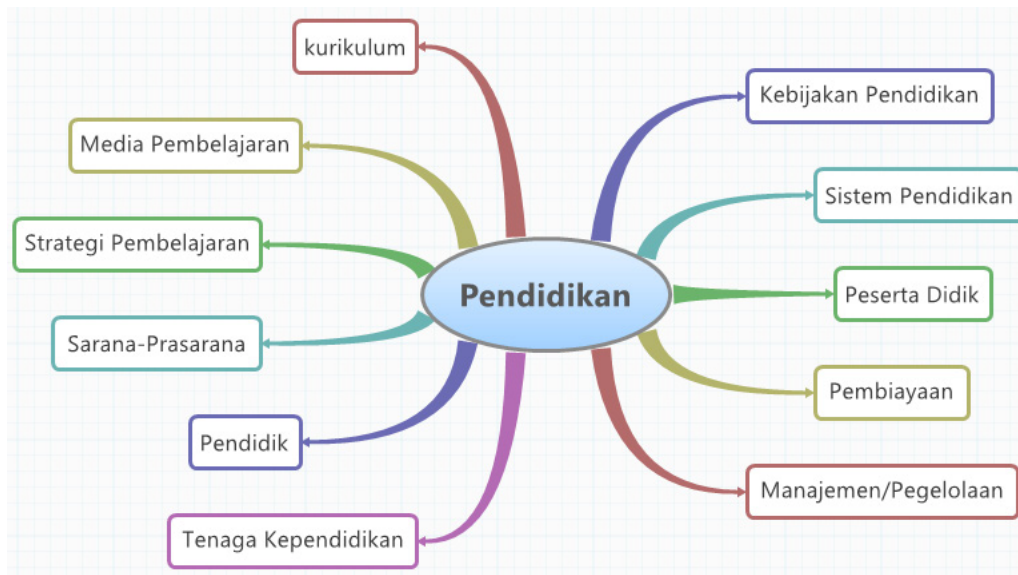 kurikulum
Kebijakan Pendidikan
Media Pembelajaran
Sistem Pendidikan
Strategi Pembelajaran
Pendidikan
Peserta Didik
Sarana-Prasarana
Pembiayaan
Pendidik
Manajemen/Pegelolaan
Tenaga Kependidikan